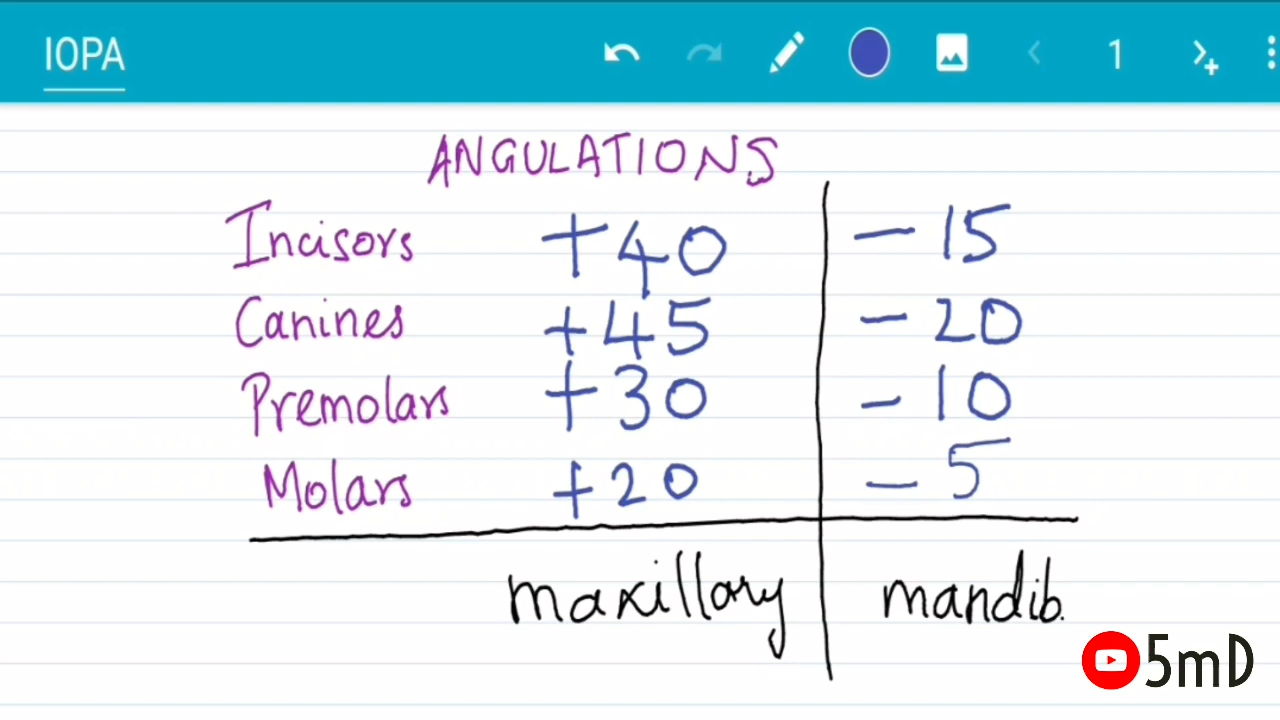 IOPA
1
ANGULATIONS
Incisors +40 - 15
Canines +45 - 20
Premolars +30 - 10
Molars +20 - 5
maxillary mandib.
5mD